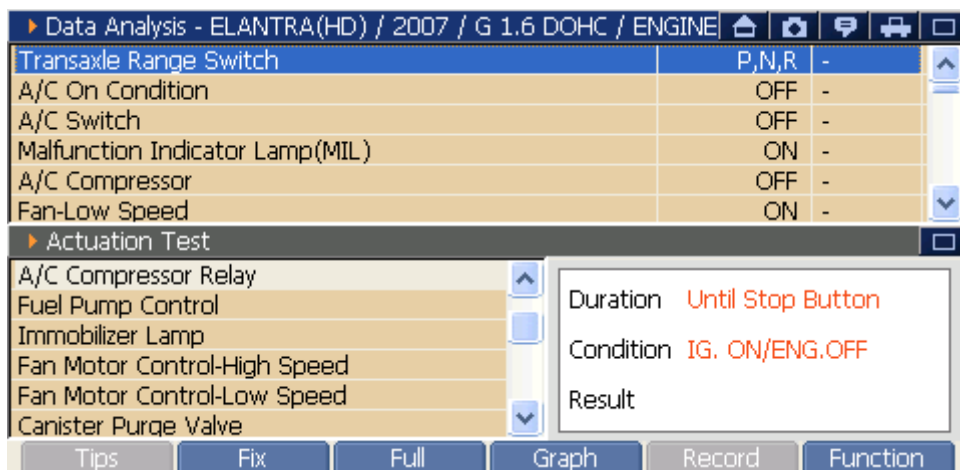 Data Analysis - ELANTRA(HD) / 2007 / G 1.6 DOHC / ENGINE
Transaxle Range Switch P,N,R -
A/C On Condition OFF -
A/C Switch OFF -
Malfunction Indicator Lamp(MIL) ON -
A/C Compressor OFF -
Fan-Low Speed ON -
Actuation Test
A/C Compressor Relay
Fuel Pump Control
Immobilizer Lamp
Fan Motor Control-High Speed
Fan Motor Control-Low Speed
Canister Purge Valve
Duration Until Stop Button
Condition IG. ON/ENG.OFF
Result
Tips Fix Full Graph Record Function